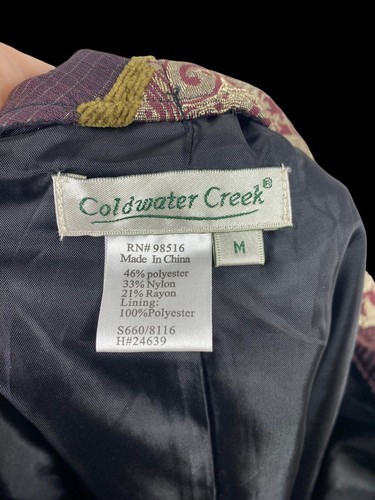 Coldwater Creek®
M
RN# 98516
Made In China
46% polyester
33% Nylon
21% Rayon
Lining:
100%Polyester
S660/8116
H#24639